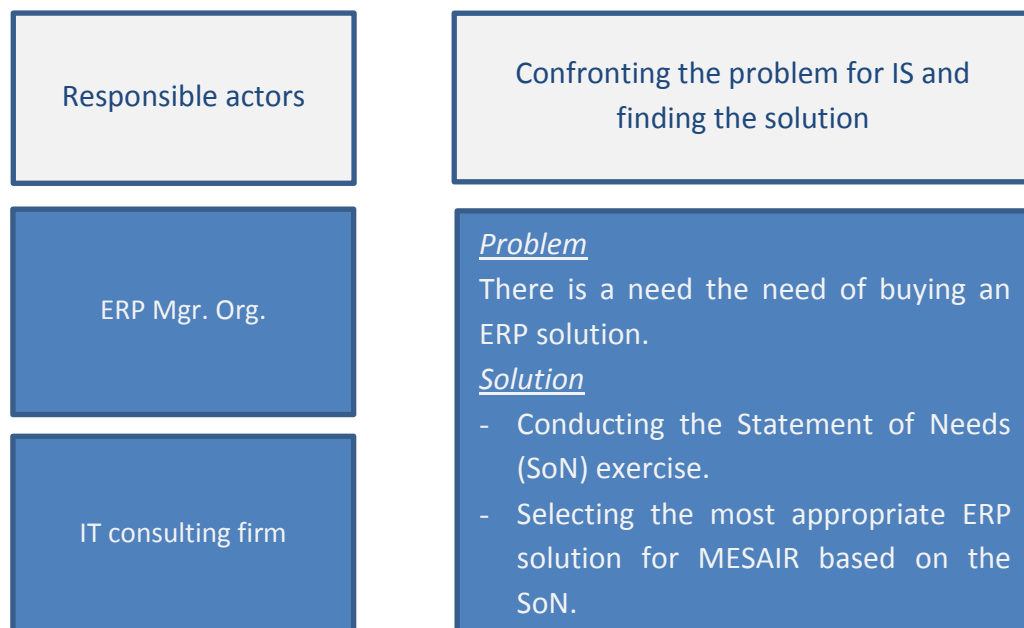 Responsible actors
Confronting the problem for IS and
finding the solution
ERP Mgr. Org.
IT consulting firm
Problem
There is a need the need of buying an
ERP solution.
Solution
- Conducting the Statement of Needs
(SoN) exercise.
- Selecting the most appropriate ERP
solution for MESAIR based on the
SoN.